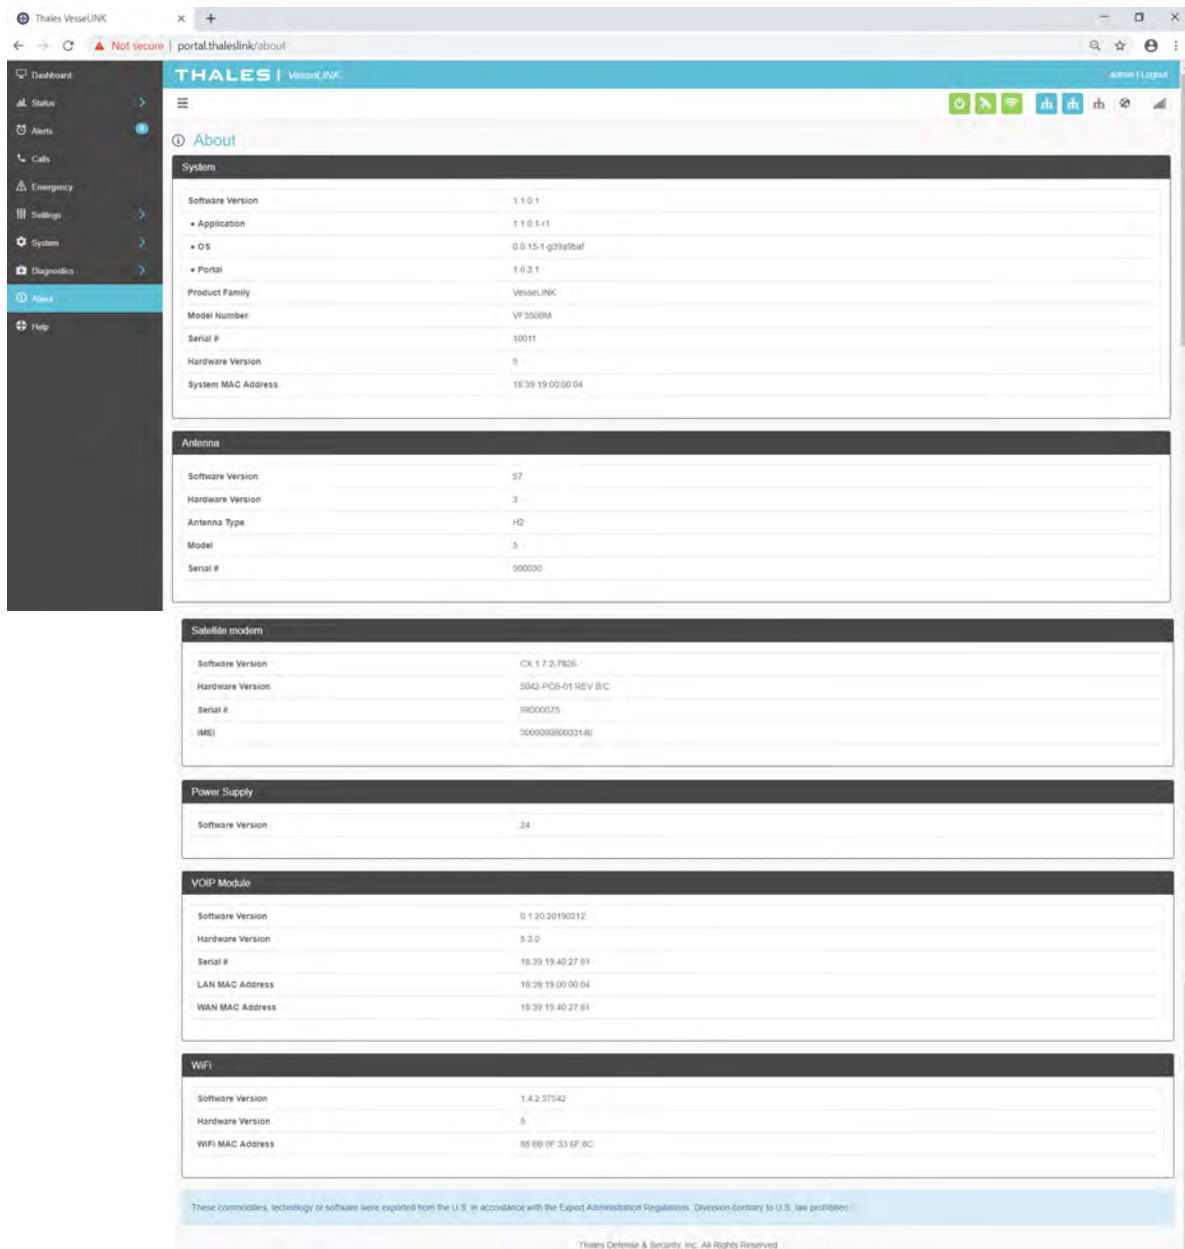 Thales VesseLINK
Not secure | portal.thaleslink/about
Dashboard
Status
Alerts
Calls
Emergency
Settings
System
Diagnostics
About
Help
THALES | VesseLINK
admin | Logout
About
System
Software Version 1.1.0.1
• Application 1.1.0.1-r1
• OS 0.0.15-1-g39a9baf
• Portal 1.0.3.1
Product Family VesseLINK
Model Number VF350BM
Serial # 10011
Hardware Version 5
System MAC Address 18:39:19:00:00:04
Antenna
Software Version 57
Hardware Version 3
Antenna Type H2
Model 5
Serial # 900030
Satellite modem
Software Version CX 1.7.2-7826
Hardware Version 5042-PCB-01 REV B/C
Serial #
IMEI
Power Supply
Software Version 24
VOIP Module
Software Version 0.1.20.20190212
Hardware Version 5.3.0
Serial # 18:39:19:40:27:81
LAN MAC Address 18:39:19:00:00:04
WAN MAC Address 18:39:19:40:27:81
WiFi
Software Version 1.4.2.37542
Hardware Version 5
WiFi MAC Address
These commodities, technology or software were exported from the U.S. in accordance with the Export Administration Regulations. Diversion contrary to U.S. law prohibited.
Thales Defense & Security, Inc. All Rights Reserved